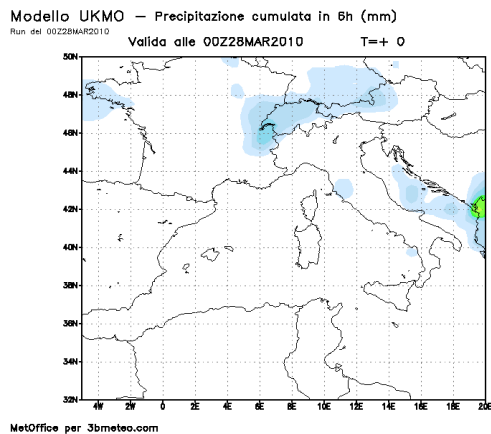 Modello UKMO – Precipitazione cumulata in 6h (mm)
Run del 00Z28MAR2010
Valida alle 00Z28MAR2010 T=+ 0
50N
48N
46N
44N
42N
40N
38N
36N
34N
32N
4W 2W 0 2E 4E 6E 8E 10E 12E 14E 16E 18E 20E
MetOffice per 3bmeteo.com